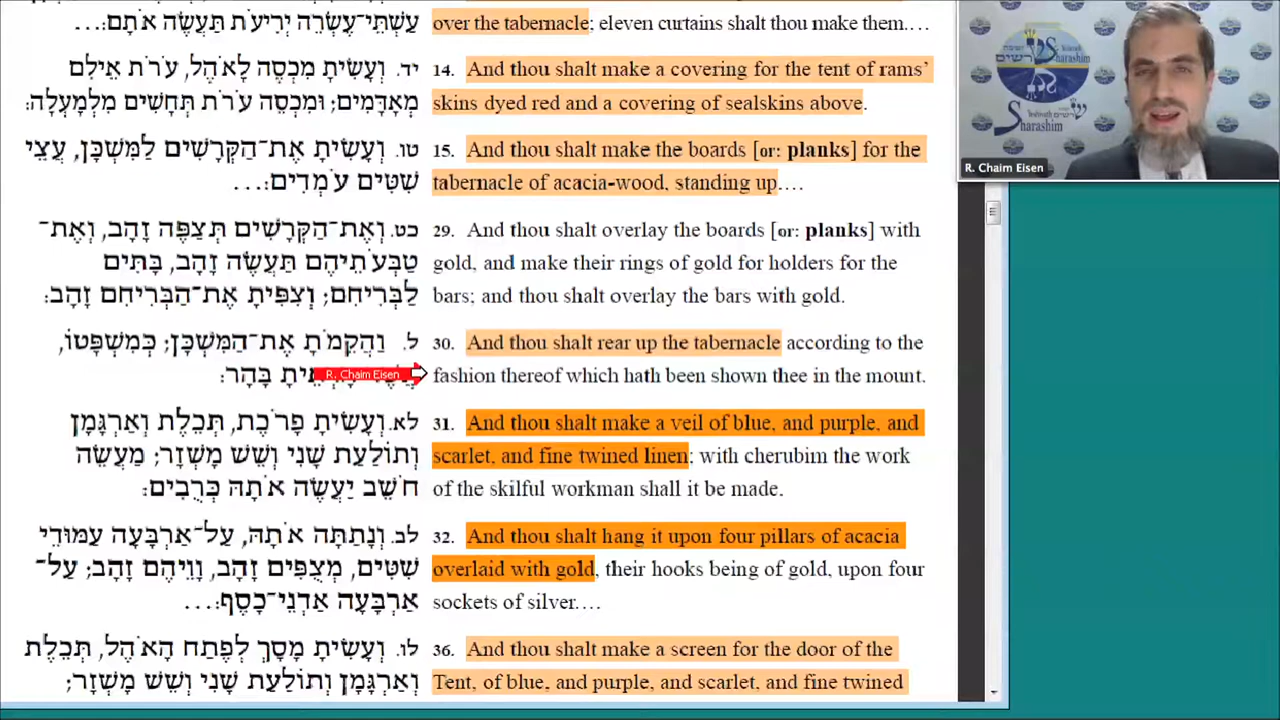 עַשְׁתֵּי־עֶשְׂרֵה יְרִיעֹת תַּעֲשֶׂה אֹתָם:...
יד. וְעָשִׂיתָ מִכְסֶה לָאֹהֶל, עֹרֹת אֵילִם
מְאָדָּמִים; וּמִכְסֵה עֹרֹת תְּחָשִׁים מִלְמָעְלָה:
טו. וְעָשִׂיתָ אֶת־הַקְּרָשִׁים לַמִּשְׁכָּן, עֲצֵי
שִׁטִּים עֹמְדִים:...
כט. וְאֶת־הַקְּרָשִׁים תְּצַפֶּה זָהָב, וְאֶת־
טַבְּעֹתֵיהֶם תַּעֲשֶׂה זָהָב, בָּתִּים
לַבְּרִיחִם; וְצִפִּיתָ אֶת־הַבְּרִיחִם זָהָב:
ל. וַהֲקֵמֹתָ אֶת־הַמִּשְׁכָּן; כְּמִשְׁפָּטוֹ,
בָּהָר:
לא. וְעָשִׂיתָ פָרֹכֶת, תְּכֵלֶת וְאַרְגָּמָן
וְתוֹלַעַת שָׁנִי וְשֵׁשׁ מָשְׁזָר; מַעֲשֵׂה
חֹשֵׁב יַעֲשֶׂה אֹתָהּ כְּרֻבִים:
לב. וְנָתַתָּה אֹתָהּ, עַל־אַרְבָּעָה עַמּוּדֵי
שִׁטִּים, מְצֻפִּים זָהָב, וָוֵיהֶם זָהָב; עַל־
אַרְבָּעָה אַדְנֵי־כָסֶף:...
לו. וְעָשִׂיתָ מָסָךְ לְפֶתַח הָאֹהֶל, תְּכֵלֶת
וְאַרְגָּמָן וְתוֹלַעַת שָׁנִי וְשֵׁשׁ מָשְׁזָר;
over the tabernacle; eleven curtains shalt thou make them....
14. And thou shalt make a covering for the tent of rams’
skins dyed red and a covering of sealskins above.
15. And thou shalt make the boards [or: planks] for the
tabernacle of acacia-wood, standing up....
29. And thou shalt overlay the boards [or: planks] with
gold, and make their rings of gold for holders for the
bars; and thou shalt overlay the bars with gold.
30. And thou shalt rear up the tabernacle according to the
fashion thereof which hath been shown thee in the mount.
31. And thou shalt make a veil of blue, and purple, and
scarlet, and fine twined linen; with cherubim the work
of the skilful workman shall it be made.
32. And thou shalt hang it upon four pillars of acacia
overlaid with gold, their hooks being of gold, upon four
sockets of silver....
36. And thou shalt make a screen for the door of the
Tent, of blue, and purple, and scarlet, and fine twined
R. Chaim Eisen
R. Chaim Eisen
Sharashim